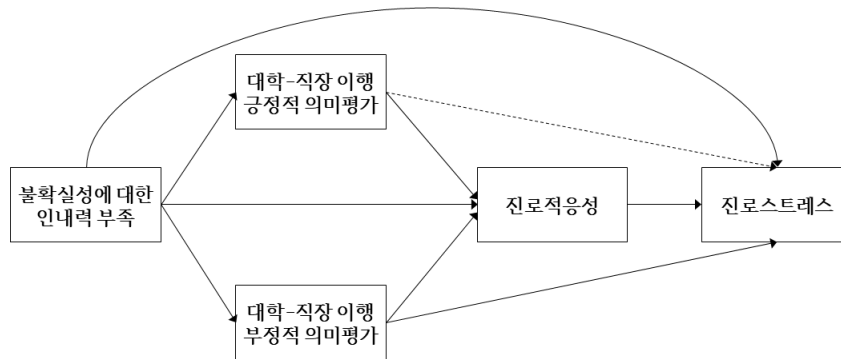 대학-직장 이행
긍정적 의미평가
불확실성에 대한
인내력 부족
진로적응성
진로스트레스
대학-직장 이행
부정적 의미평가